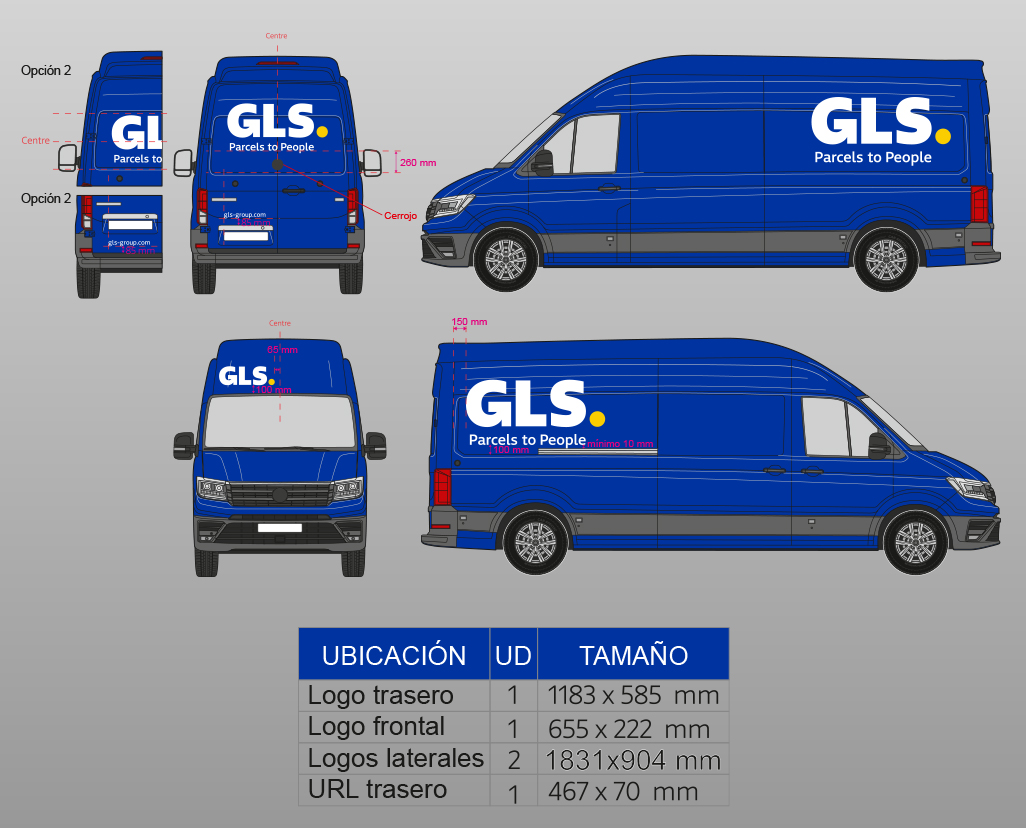 Centre
Opción 2
GL
Parcels to
Centre
GLS.
Parcels to People
260 mm
Cerrojo
GLS.
Parcels to People
Opción 2
gls-group.com
gls-group.com
Centre
65 mm
GLS.
100 mm
150 mm
GLS.
Parcels to People
100 mm
mínimo 10 mm
UBICACIÓN UD TAMAÑO
Logo trasero 1 1183 x 585 mm
Logo frontal 1 655 x 222 mm
Logos laterales 2 1831x904 mm
URL trasero 1 467 x 70 mm